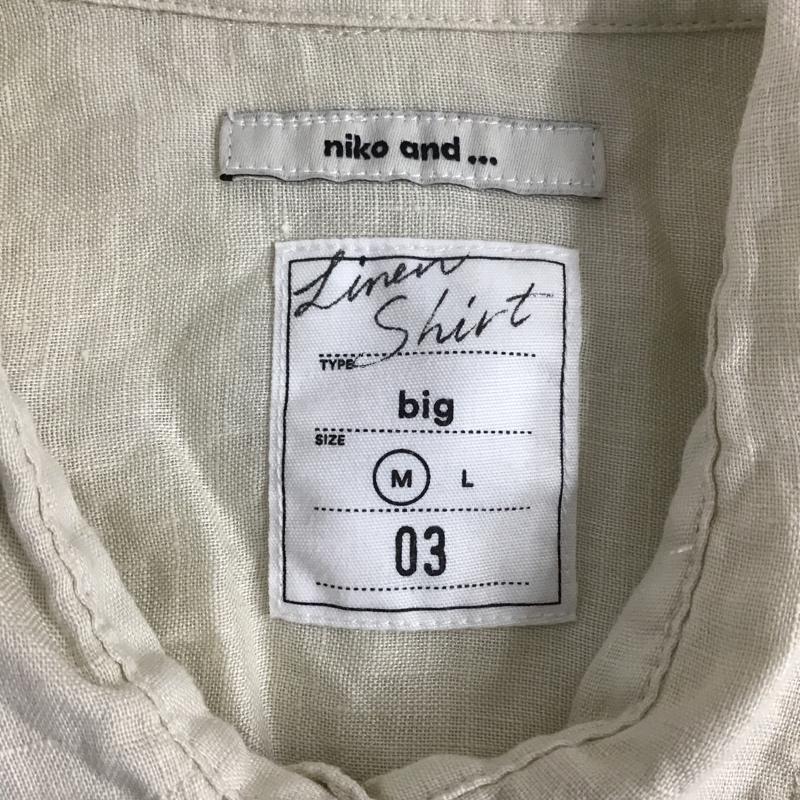 niko and...
Linen
Shirt
TYPE
big
SIZE
M L
03